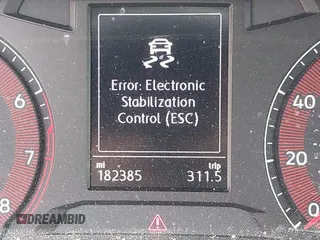 Error: Electronic
Stabilization
Control (ESC)
mi
trip
182385
311.5
6
7
8
40
20
0
DREAMBID